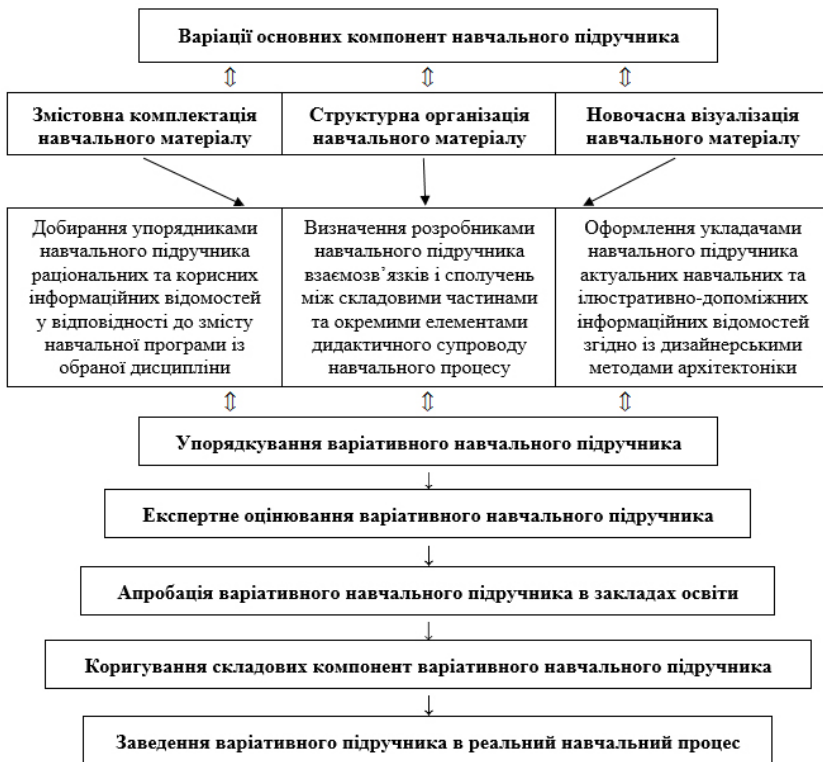 Варіації основних компонент навчального підручника
⇕ ⇕ ⇕
Змістовна комплектація
навчального матеріалу
Структурна організація
навчального матеріалу
Новочасна візуалізація
навчального матеріалу
Добирання упорядниками
навчального підручника
раціональних та корисних
інформаційних відомостей
у відповідності до змісту
навчальної програми із
обраної дисципліни
Визначення розробниками
навчального підручника
взаємозв’язків і сполучень
між складовими частинами
та окремими елементами
дидактичного супроводу
навчального процесу
Оформлення укладачами
навчального підручника
актуальних навчальних та
ілюстративно-допоміжних
інформаційних відомостей
згідно із дизайнерськими
методами архітектоніки
⇕ ⇕ ⇕
Упорядкування варіативного навчального підручника
↓
Експертне оцінювання варіативного навчального підручника
↓
Апробація варіативного навчального підручника в закладах освіти
↓
Коригування складових компонент варіативного навчального підручника
↓
Заведення варіативного підручника в реальний навчальний процес